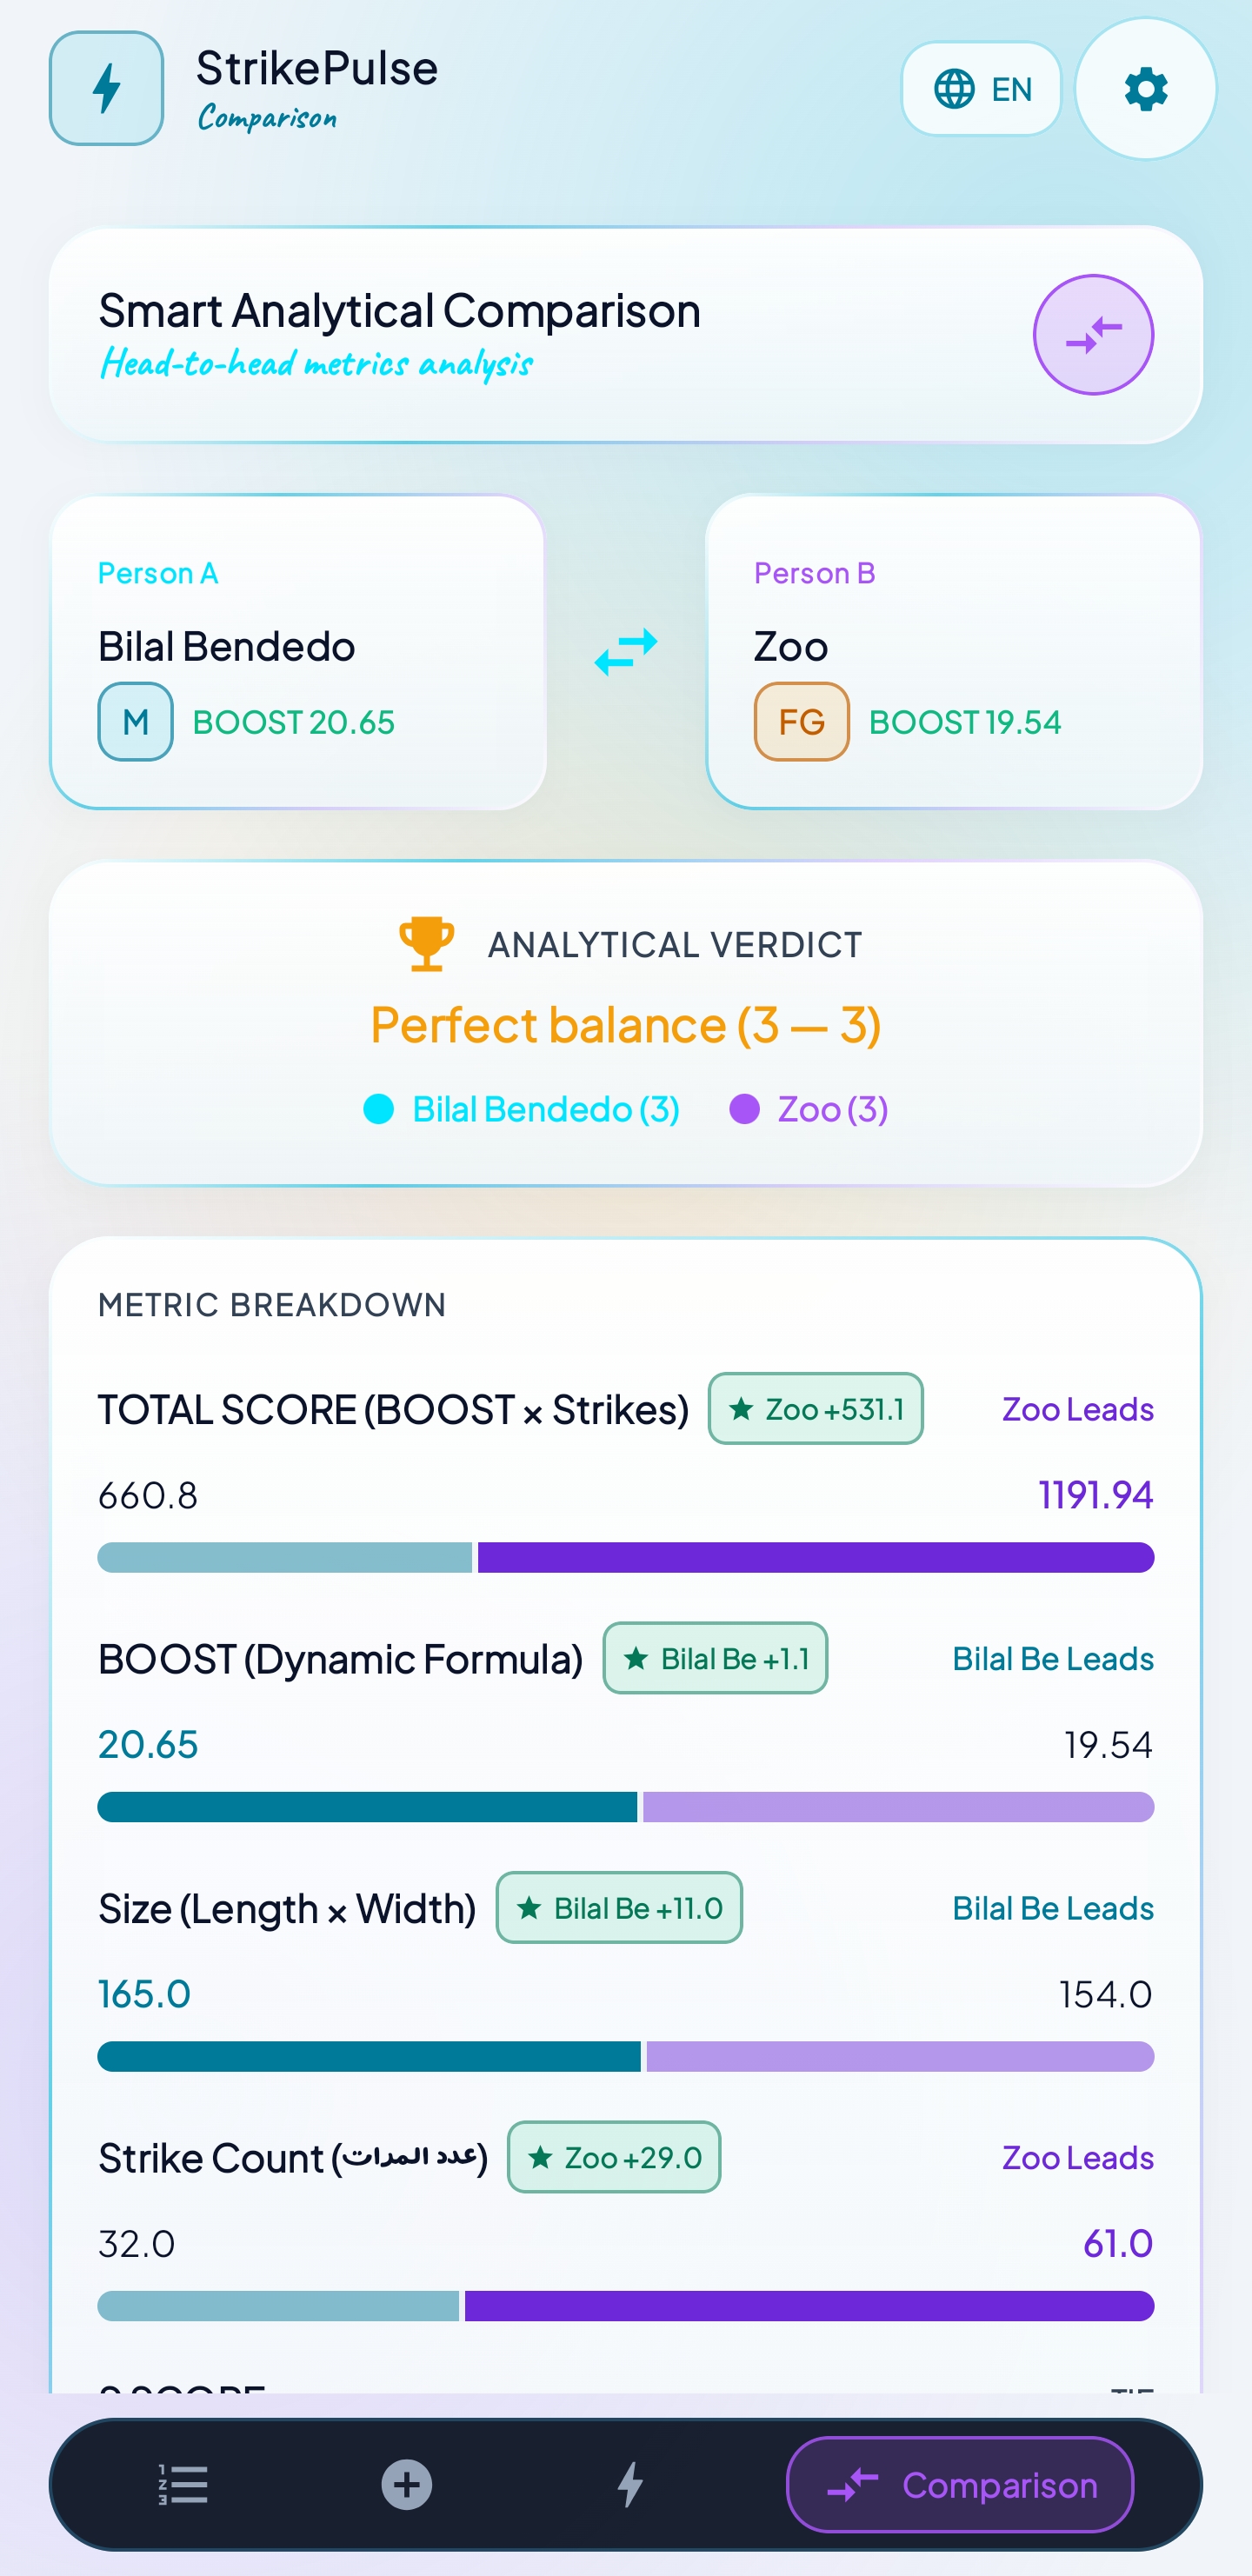 StrikePulse
Comparison
EN
Smart Analytical Comparison
Head-to-head metrics analysis
Person A
Bilal Bendedo
M BOOST 20.65
Person B
Zoo
FG BOOST 19.54
ANALYTICAL VERDICT
Perfect balance (3 — 3)
Bilal Bendedo (3) Zoo (3)
METRIC BREAKDOWN
TOTAL SCORE (BOOST × Strikes) Zoo +531.1 Zoo Leads
660.8 1191.94
BOOST (Dynamic Formula) Bilal Be +1.1 Bilal Be Leads
20.65 19.54
Size (Length × Width) Bilal Be +11.0 Bilal Be Leads
165.0 154.0
Strike Count (عدد المرات) Zoo +29.0 Zoo Leads
32.0 61.0
Comparison